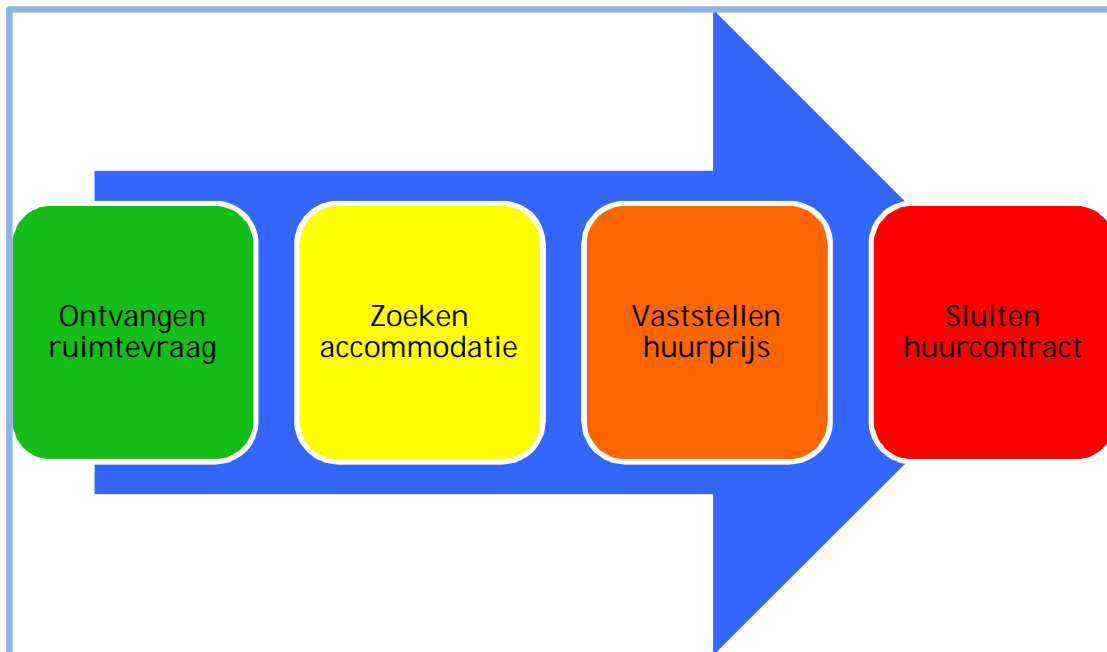 Ontvangen
ruimtevraag
Zoeken
accommodatie
Vaststellen
huurprijs
Sluiten
huurcontract